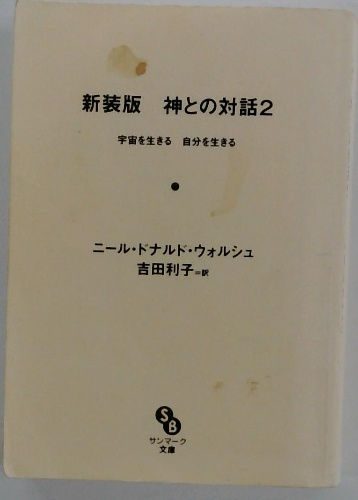 新装版　神との対話2
宇宙を生きる　自分を生きる
ニール・ドナルド・ウォルシュ
吉田利子=訳
SB
サンマーク
文庫